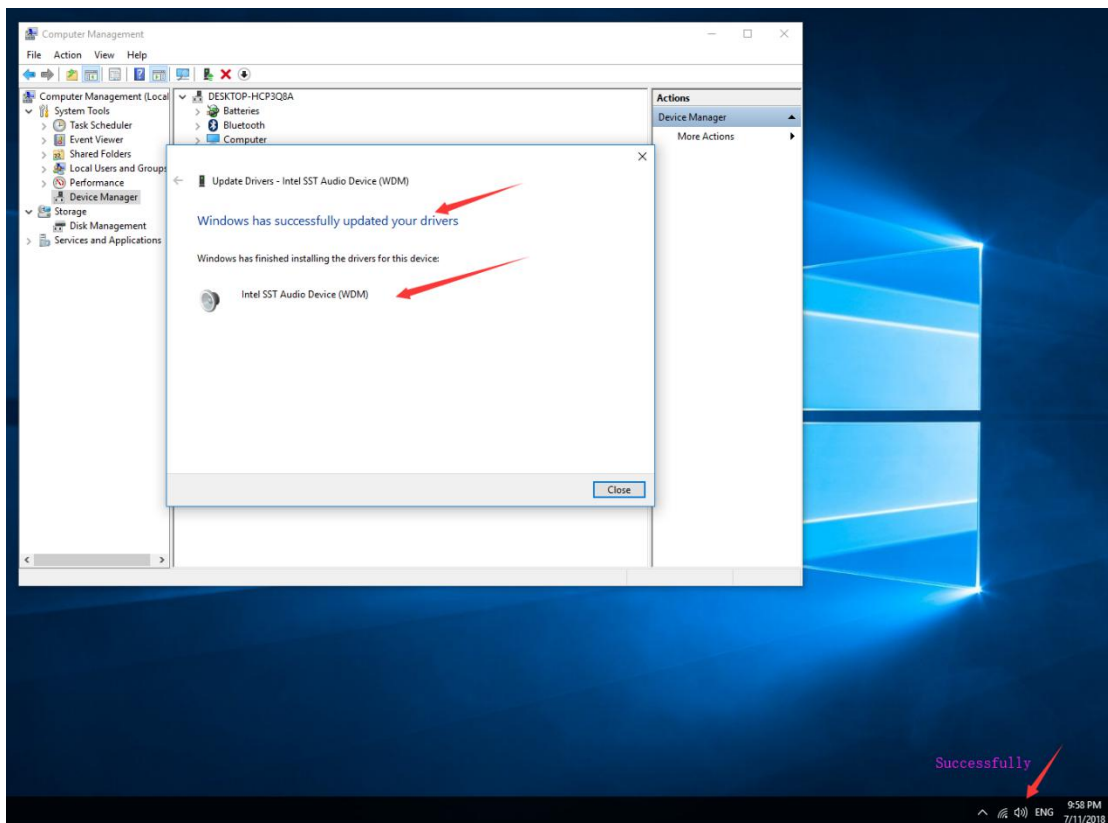 Computer Management
File Action View Help
Computer Management (Local
System Tools
Task Scheduler
Event Viewer
Shared Folders
Local Users and Groups
Performance
Device Manager
Storage
Disk Management
Services and Applications
DESKTOP-HCP3Q8A
Batteries
Bluetooth
Computer
Actions
Device Manager
More Actions
Update Drivers - Intel SST Audio Device (WDM)
Windows has successfully updated your drivers
Windows has finished installing the drivers for this device:
Intel SST Audio Device (WDM)
Close
Successfully
ENG
9:58 PM
7/11/2018